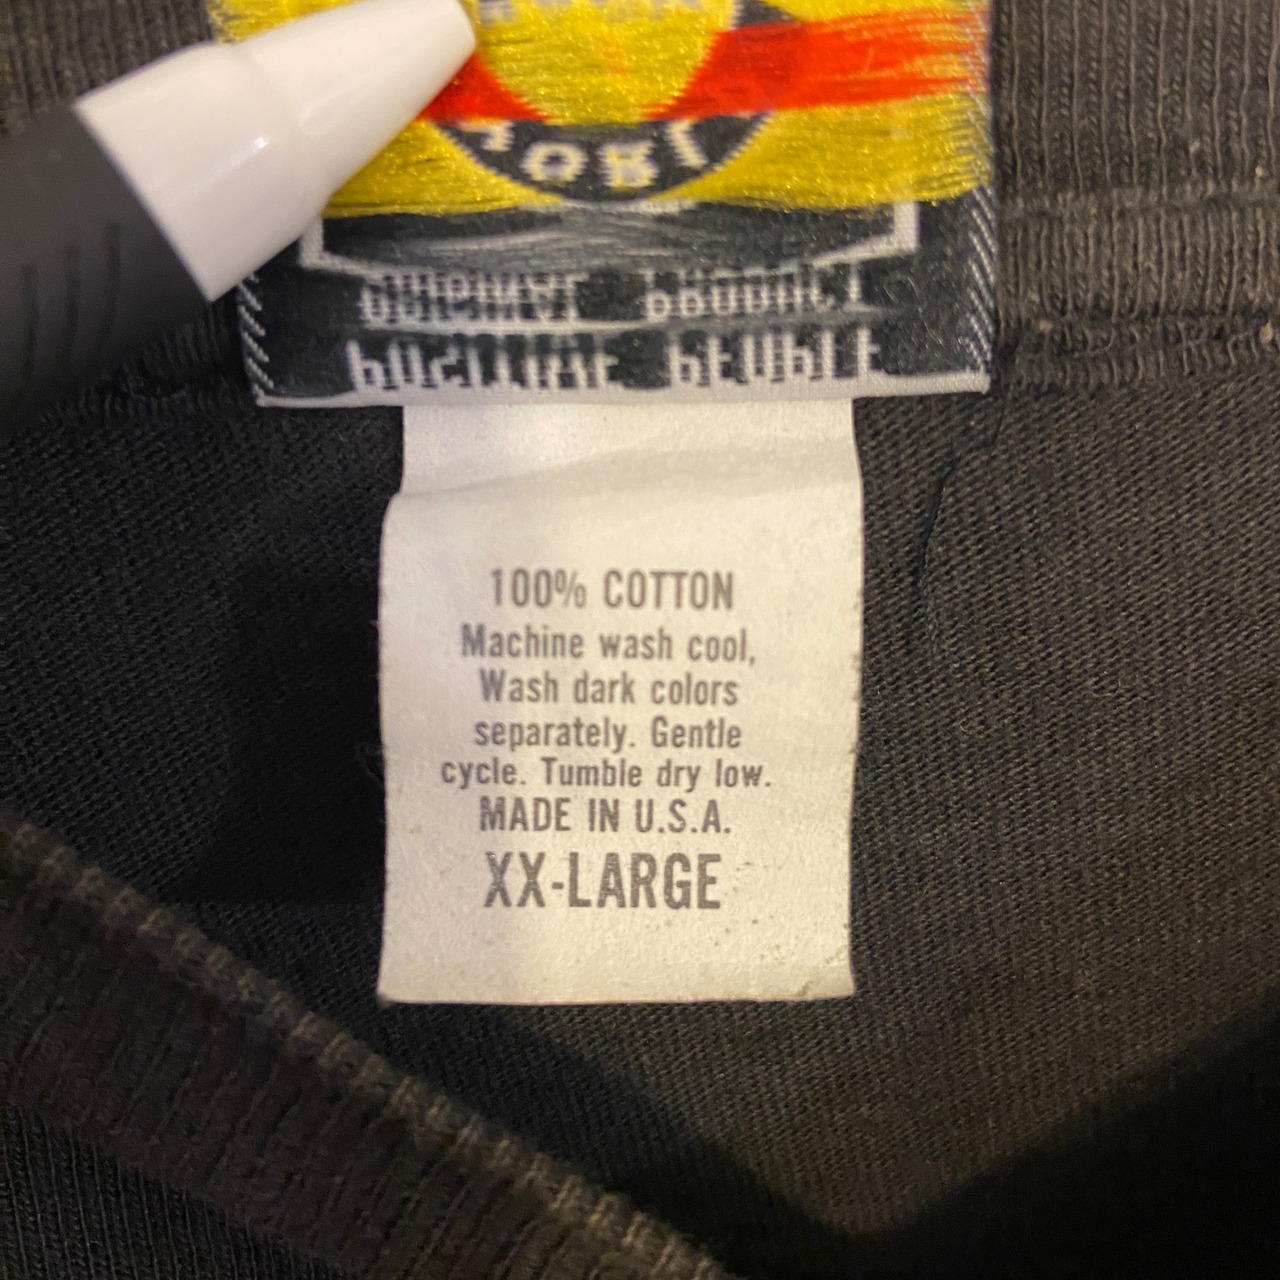 100% COTTON
Machine wash cool,
Wash dark colors
separately. Gentle
cycle. Tumble dry low.
MADE IN U.S.A.
XX-LARGE